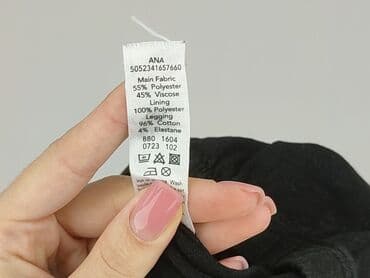 ANA
5052341657660
Main Fabric
55% Polyester
45% Viscose
Lining
100% Polyester
Legging
96% Cotton
4% Elastane
880 1604
0723 102
Wash